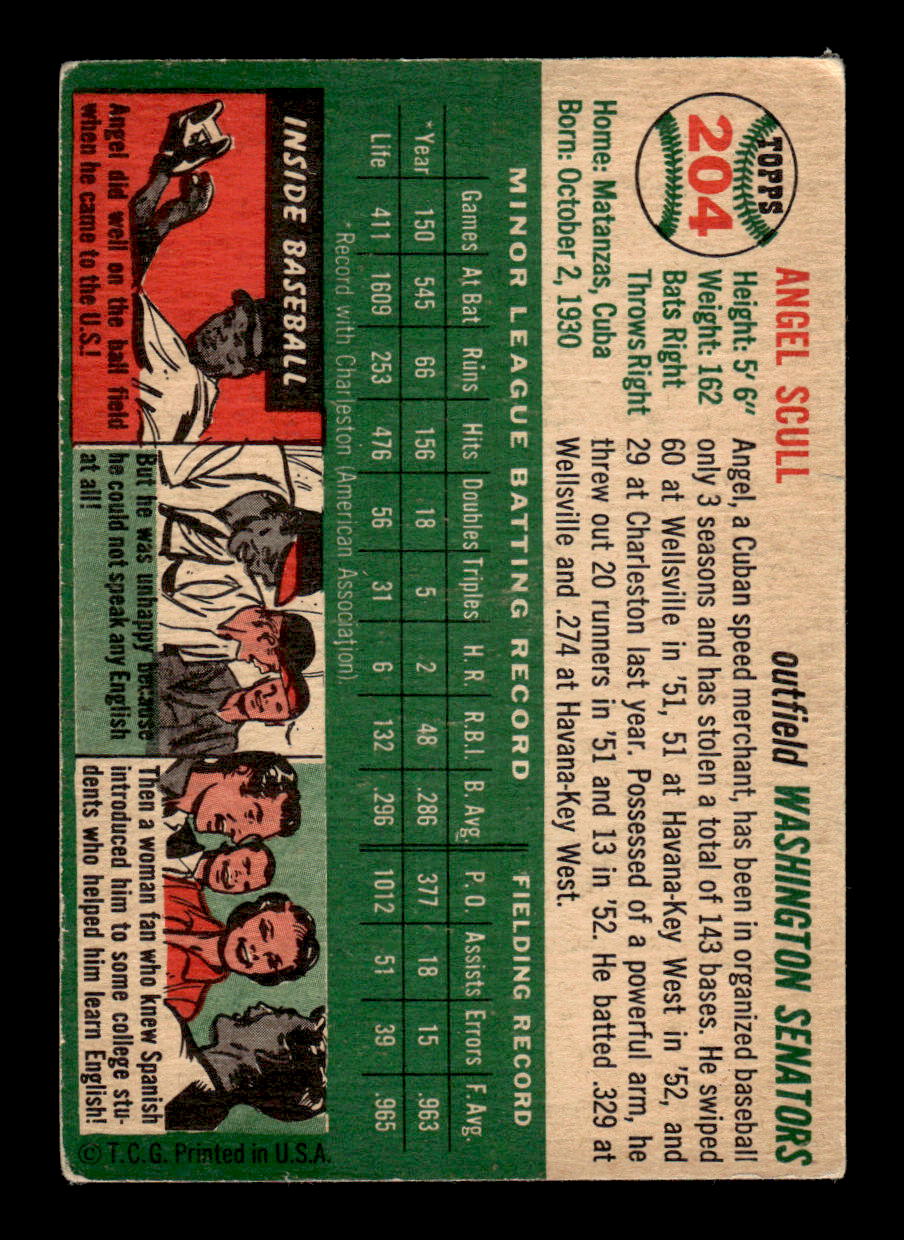 TOPPS
204
ANGEL SCULL
outfield WASHINGTON SENATORS
Height: 5' 6"
Weight: 162
Bats Right
Throws Right
Home: Matanzas, Cuba
Born: October 2, 1930
Angel, a Cuban speed merchant, has been in organized baseball
only 3 seasons and has stolen a total of 143 bases. He swiped
60 at Wellsville in '51, 51 at Havana-Key West in '52, and
29 at Charleston last year. Possessed of a powerful arm, he
threw out 20 runners in '51 and 13 in '52. He batted .329 at
Wellsville and .274 at Havana-Key West.
MINOR LEAGUE BATTING RECORD FIELDING RECORD
Games At Bat Runs Hits Doubles Triples H. R. R.B.I. B. Avg. P. O. Assists Errors F. Avg.
*Year 150 545 66 156 18 5 2 48 .286 377 18 15 .963
Life 411 1609 253 476 56 31 6 132 .296 1012 51 39 .965
*Record with Charleston (American Association).
INSIDE BASEBALL
Angel did well on the ball field
when he came to the U.S.!
But he was unhappy because
he could not speak any English
at all!
Then a woman fan who knew Spanish
introduced him to some college stu-
dents who helped him learn English!
© T.C.G. Printed in U.S.A.